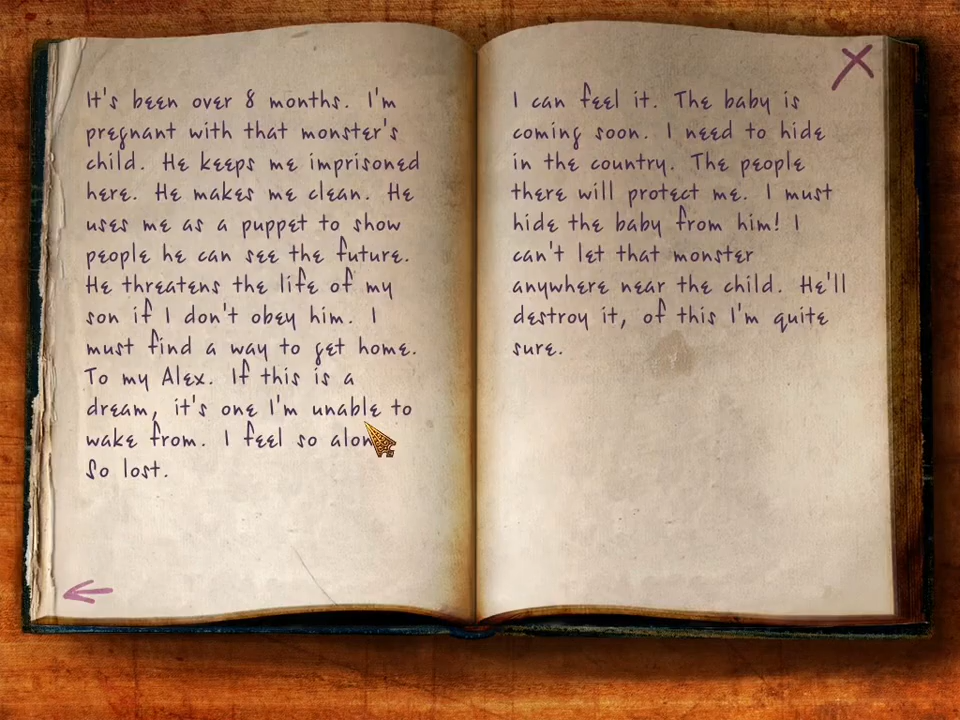 It's been over 8 months. I'm
pregnant with that monster's
child. He keeps me imprisoned
here. He makes me clean. He
uses me as a puppet to show
people he can see the future.
He threatens the life of my
son if I don't obey him. I
must find a way to get home.
To my Alex. If this is a
dream, it's one I'm unable to
wake from. I feel so alon
So lost.
I can feel it. The baby is
coming soon. I need to hide
in the country. The people
there will protect me. I must
hide the baby from him! I
can't let that monster
anywhere near the child. He'll
destroy it, of this I'm quite
sure.